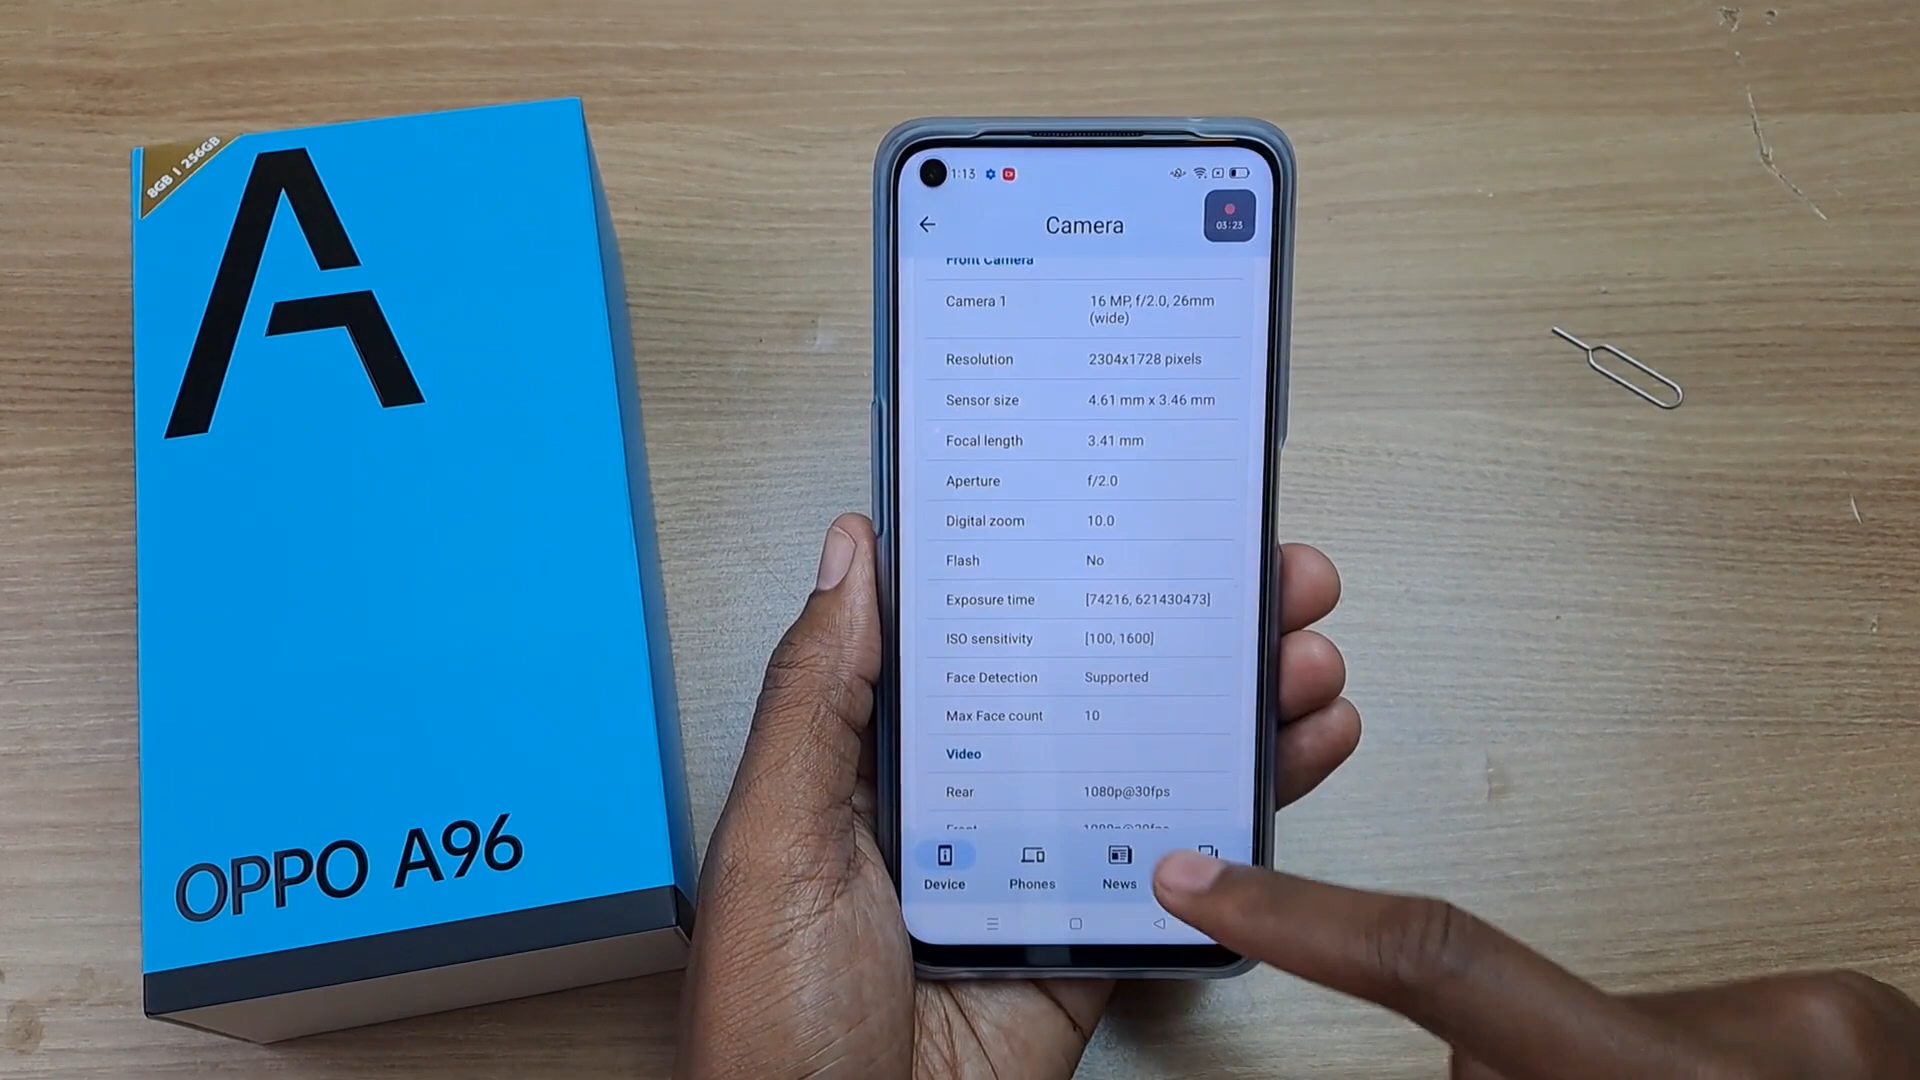 8GB | 256GB
A
OPPO A96
1:13
03:23
Camera
Front Camera
Camera 1 16 MP, f/2.0, 26mm
(wide)
Resolution 2304x1728 pixels
Sensor size 4.61 mm x 3.46 mm
Focal length 3.41 mm
Aperture f/2.0
Digital zoom 10.0
Flash No
Exposure time [74216, 621430473]
ISO sensitivity [100, 1600]
Face Detection Supported
Max Face count 10
Video
Rear 1080p@30fps
Front 1080p@30fps
Device Phones News